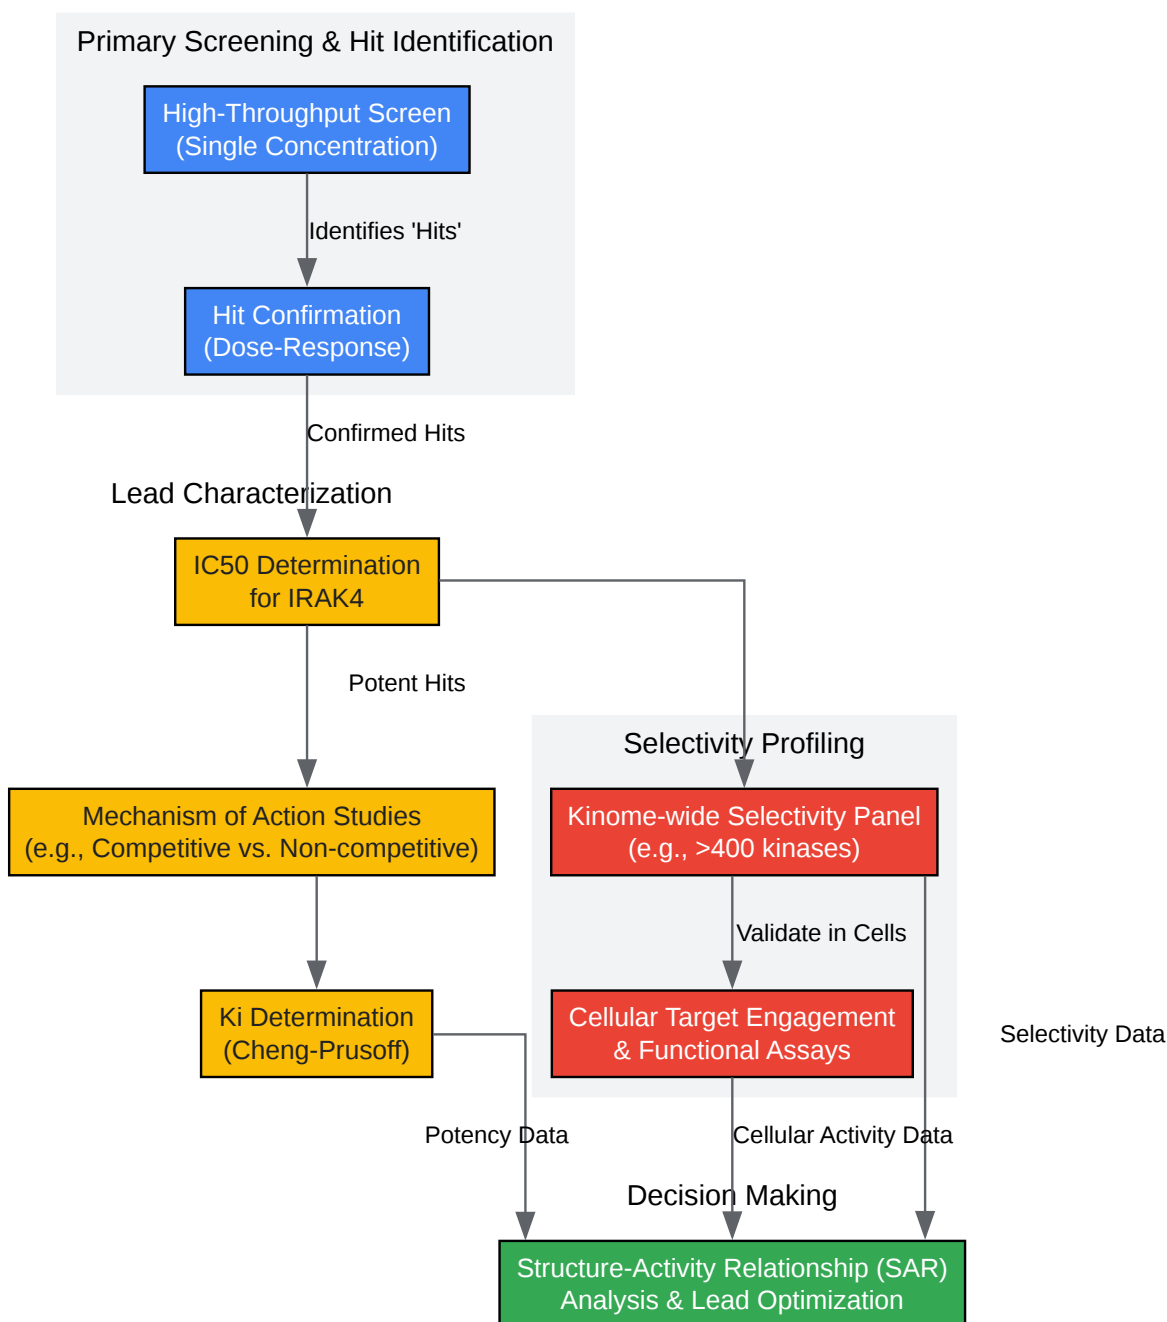 Primary Screening & Hit Identification
High-Throughput Screen
(Single Concentration)
Identifies 'Hits'
Hit Confirmation
(Dose-Response)
Confirmed Hits
Lead Characterization
IC50 Determination
for IRAK4
Potent Hits
Selectivity Profiling
Mechanism of Action Studies
(e.g., Competitive vs. Non-competitive)
Kinome-wide Selectivity Panel
(e.g., >400 kinases)
Validate in Cells
Ki Determination
(Cheng-Prusoff)
Cellular Target Engagement
& Functional Assays
Selectivity Data
Potency Data
Cellular Activity Data
Decision Making
Structure-Activity Relationship (SAR)
Analysis & Lead Optimization